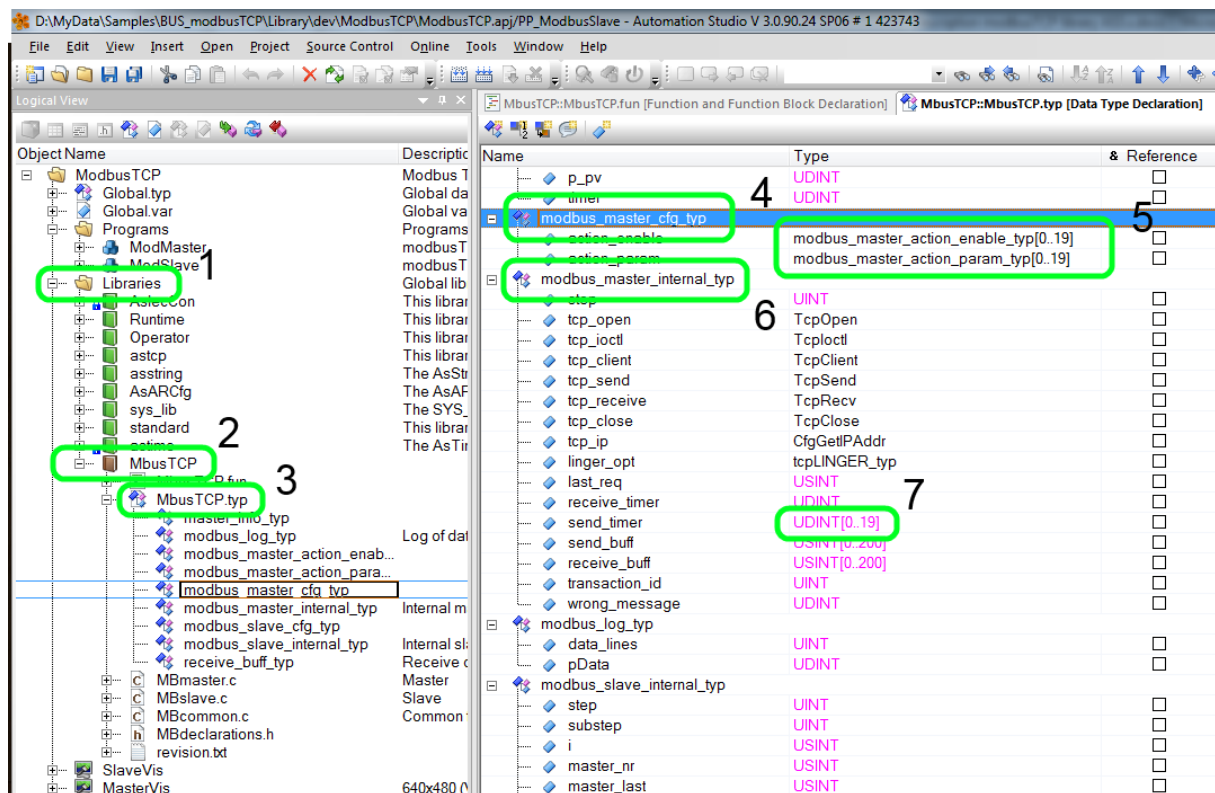 D:\MyData\Samples\BUS_modbusTCP\Library\dev\ModbusTCP\ModbusTCP.apj/PP_ModbusSlave - Automation Studio V 3.0.90.24 SP06 # 1 423743
File Edit View Insert Open Project Source Control Online Tools Window Help
Logical View
Object Name Descriptic
ModbusTCP Modbus T
Global.typ Global da
Global.var Global va
Programs Programs
ModMaster modbusT
ModSlave modbusT
1
Libraries Global lib
AsIecCon This librar
Runtime This librar
Operator This librar
astcp This librar
asstring The AsStr
AsARCfg The AsAF
sys_lib The SYS_
standard This librar
astime The AsTir
2
MbusTCP
MbusTCP.fun
3
MbusTCP.typ
master_info_typ
modbus_log_typ Log of dat
modbus_master_action_enab...
modbus_master_action_para...
modbus_master_cfg_typ
modbus_master_internal_typ Internal m
modbus_slave_cfg_typ
modbus_slave_internal_typ Internal sl
receive_buff_typ Receive
MBmaster.c Master
MBslave.c Slave
MBcommon.c Common
MBdeclarations.h
revision.txt
SlaveVis
MasterVis 640x480 (
MbusTCP::MbusTCP.fun [Function and Function Block Declaration] MbusTCP::MbusTCP.typ [Data Type Declaration]
Name Type & Reference
p_pv UDINT
timer UDINT
4
modbus_master_cfg_typ
5
action_enable modbus_master_action_enable_typ[0..19]
action_param modbus_master_action_param_typ[0..19]
modbus_master_internal_typ
step UINT
6
tcp_open TcpOpen
tcp_ioctl TcpIoctl
tcp_client TcpClient
tcp_send TcpSend
tcp_receive TcpRecv
tcp_close TcpClose
tcp_ip CfgGetIPAddr
linger_opt tcpLINGER_typ
last_req USINT
7
receive_timer UDINT
send_timer UDINT[0..19]
send_buff USINT[0..200]
receive_buff USINT[0..200]
transaction_id UINT
wrong_message UDINT
modbus_log_typ
data_lines UINT
pData UDINT
modbus_slave_internal_typ
step UINT
substep UINT
i USINT
master_nr USINT
master_last USINT